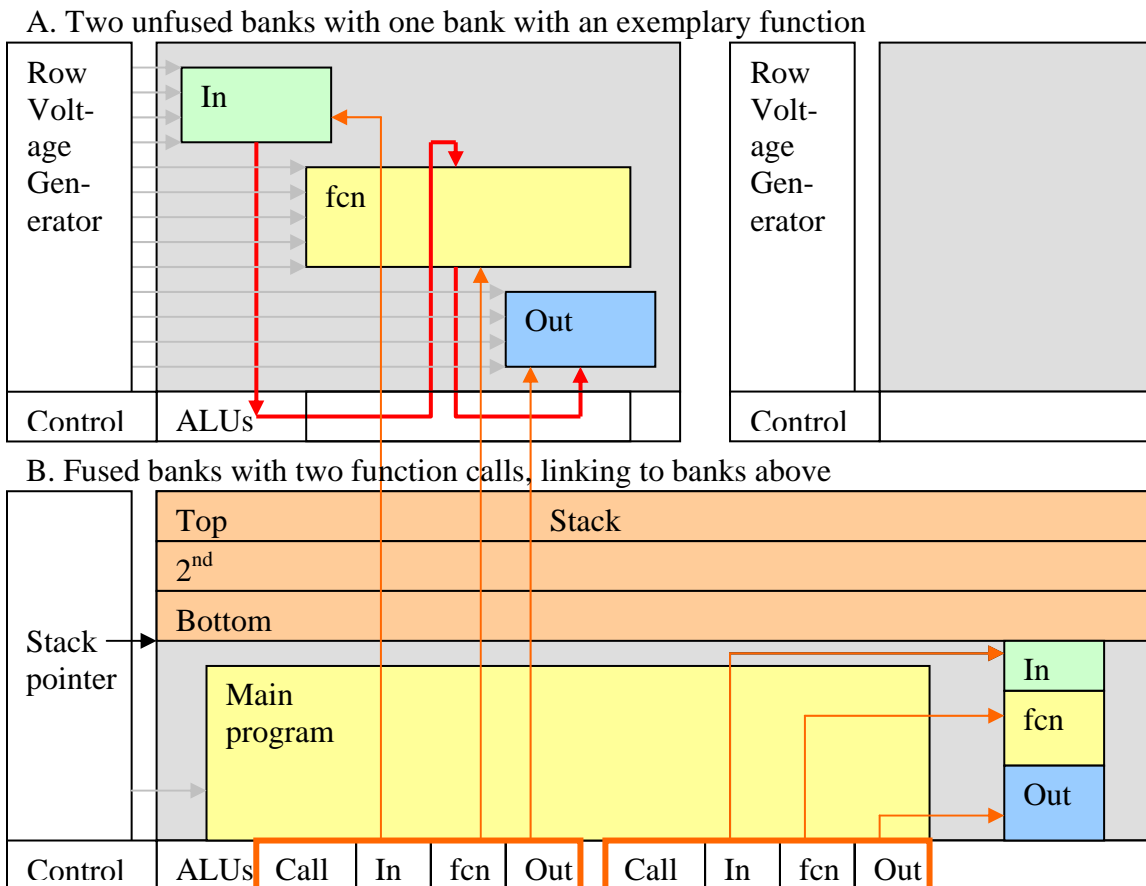 A. Two unfused banks with one bank with an exemplary function
Row
Volt-
age
Gen-
erator
In
fcn
Out
Control
ALUs
Row
Volt-
age
Gen-
erator
Control
B. Fused banks with two function calls, linking to banks above
Top
Stack
2nd
Bottom
Stack
pointer
Main
program
In
fcn
Out
Control
ALUs
Call
In
fcn
Out
Call
In
fcn
Out